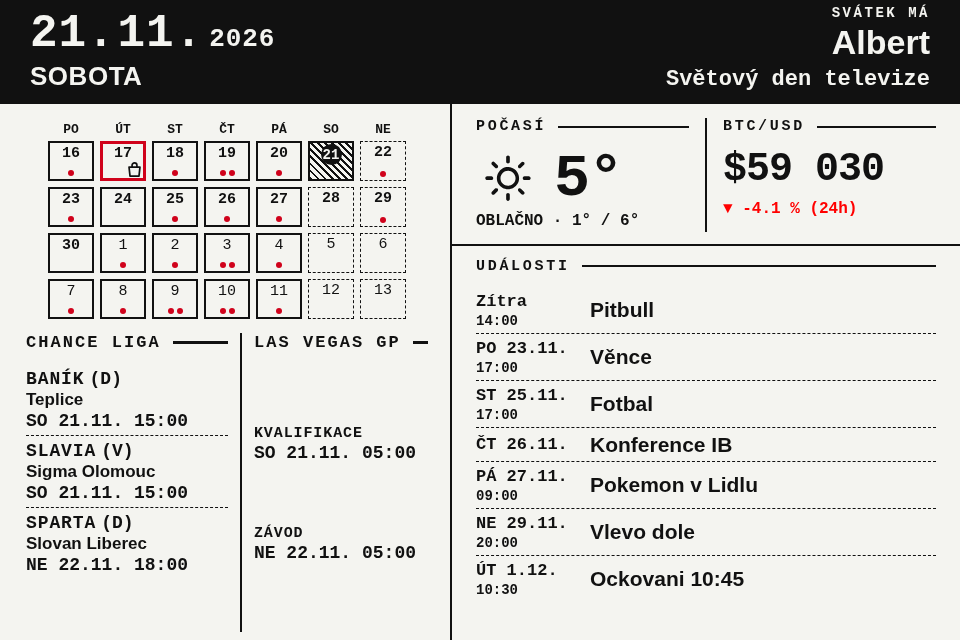 21.11. 2026
SOBOTA
SVÁTEK MÁ
Albert
Světový den televize
PO ÚT ST ČT PÁ SO NE
16 17 18 19 20 21 22
23 24 25 26 27 28 29
30 1 2 3 4 5 6
7 8 9 10 11 12 13
CHANCE LIGA
BANÍK (D)
Teplice
SO 21.11. 15:00
SLAVIA (V)
Sigma Olomouc
SO 21.11. 15:00
SPARTA (D)
Slovan Liberec
NE 22.11. 18:00
LAS VEGAS GP
KVALIFIKACE
SO 21.11. 05:00
ZÁVOD
NE 22.11. 05:00
POČASÍ
5°
OBLAČNO · 1° / 6°
BTC/USD
$59 030
▼ -4.1 % (24h)
UDÁLOSTI
Zítra
14:00
Pitbull
PO 23.11.
17:00
Věnce
ST 25.11.
17:00
Fotbal
ČT 26.11.
Konference IB
PÁ 27.11.
09:00
Pokemon v Lidlu
NE 29.11.
20:00
Vlevo dole
ÚT 1.12.
10:30
Ockovani 10:45